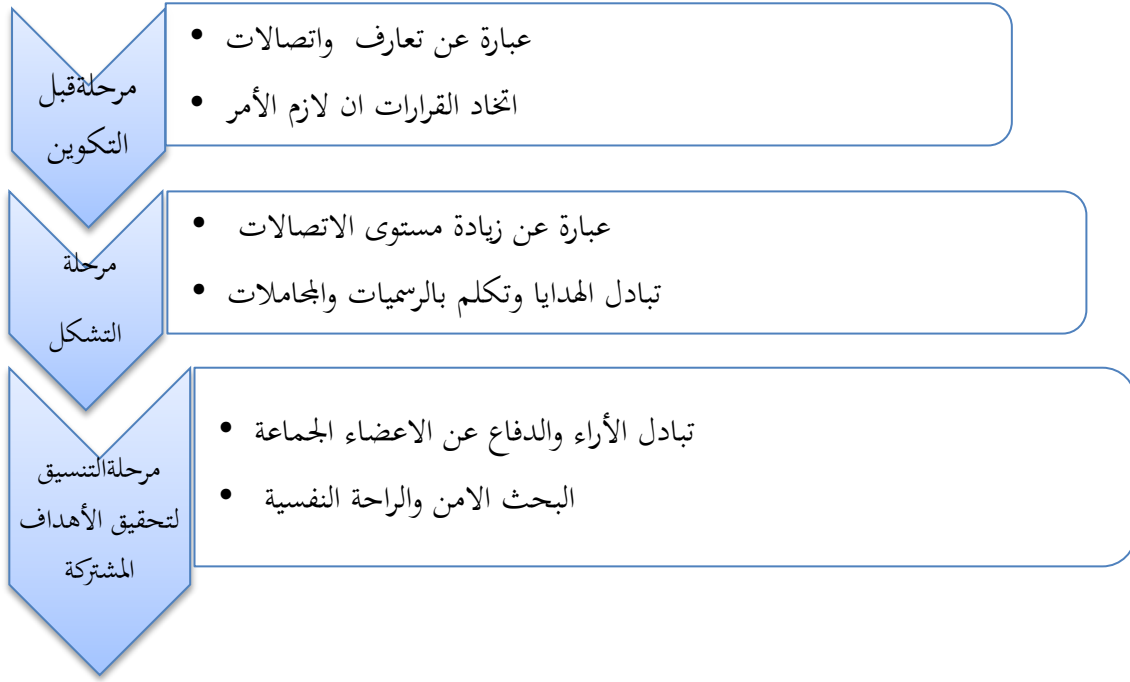 مرحلةقبل
التكوين
• عبارة عن تعارف واتصالات
• اتخاد القرارات ان لازم الأمر
مرحلة
التشكل
• عبارة عن زيادة مستوى الاتصالات
• تبادل الهدايا وتكلم بالرسميات والمجاملات
مرحلةالتنسيق
لتحقيق الأهداف
المشتركة
• تبادل الأراء والدفاع عن الاعضاء الجماعة
• البحث الامن والراحة النفسية